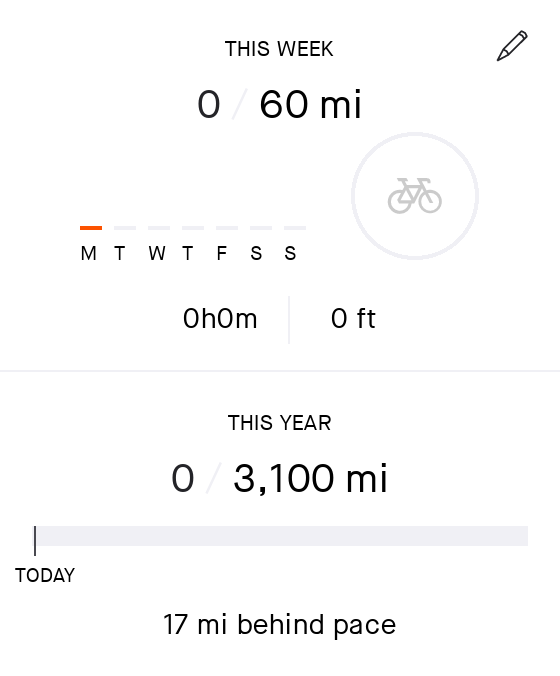 THIS WEEK
0 / 60 mi
M T W T F S S
0h0m 0 ft
THIS YEAR
0 / 3,100 mi
TODAY
17 mi behind pace